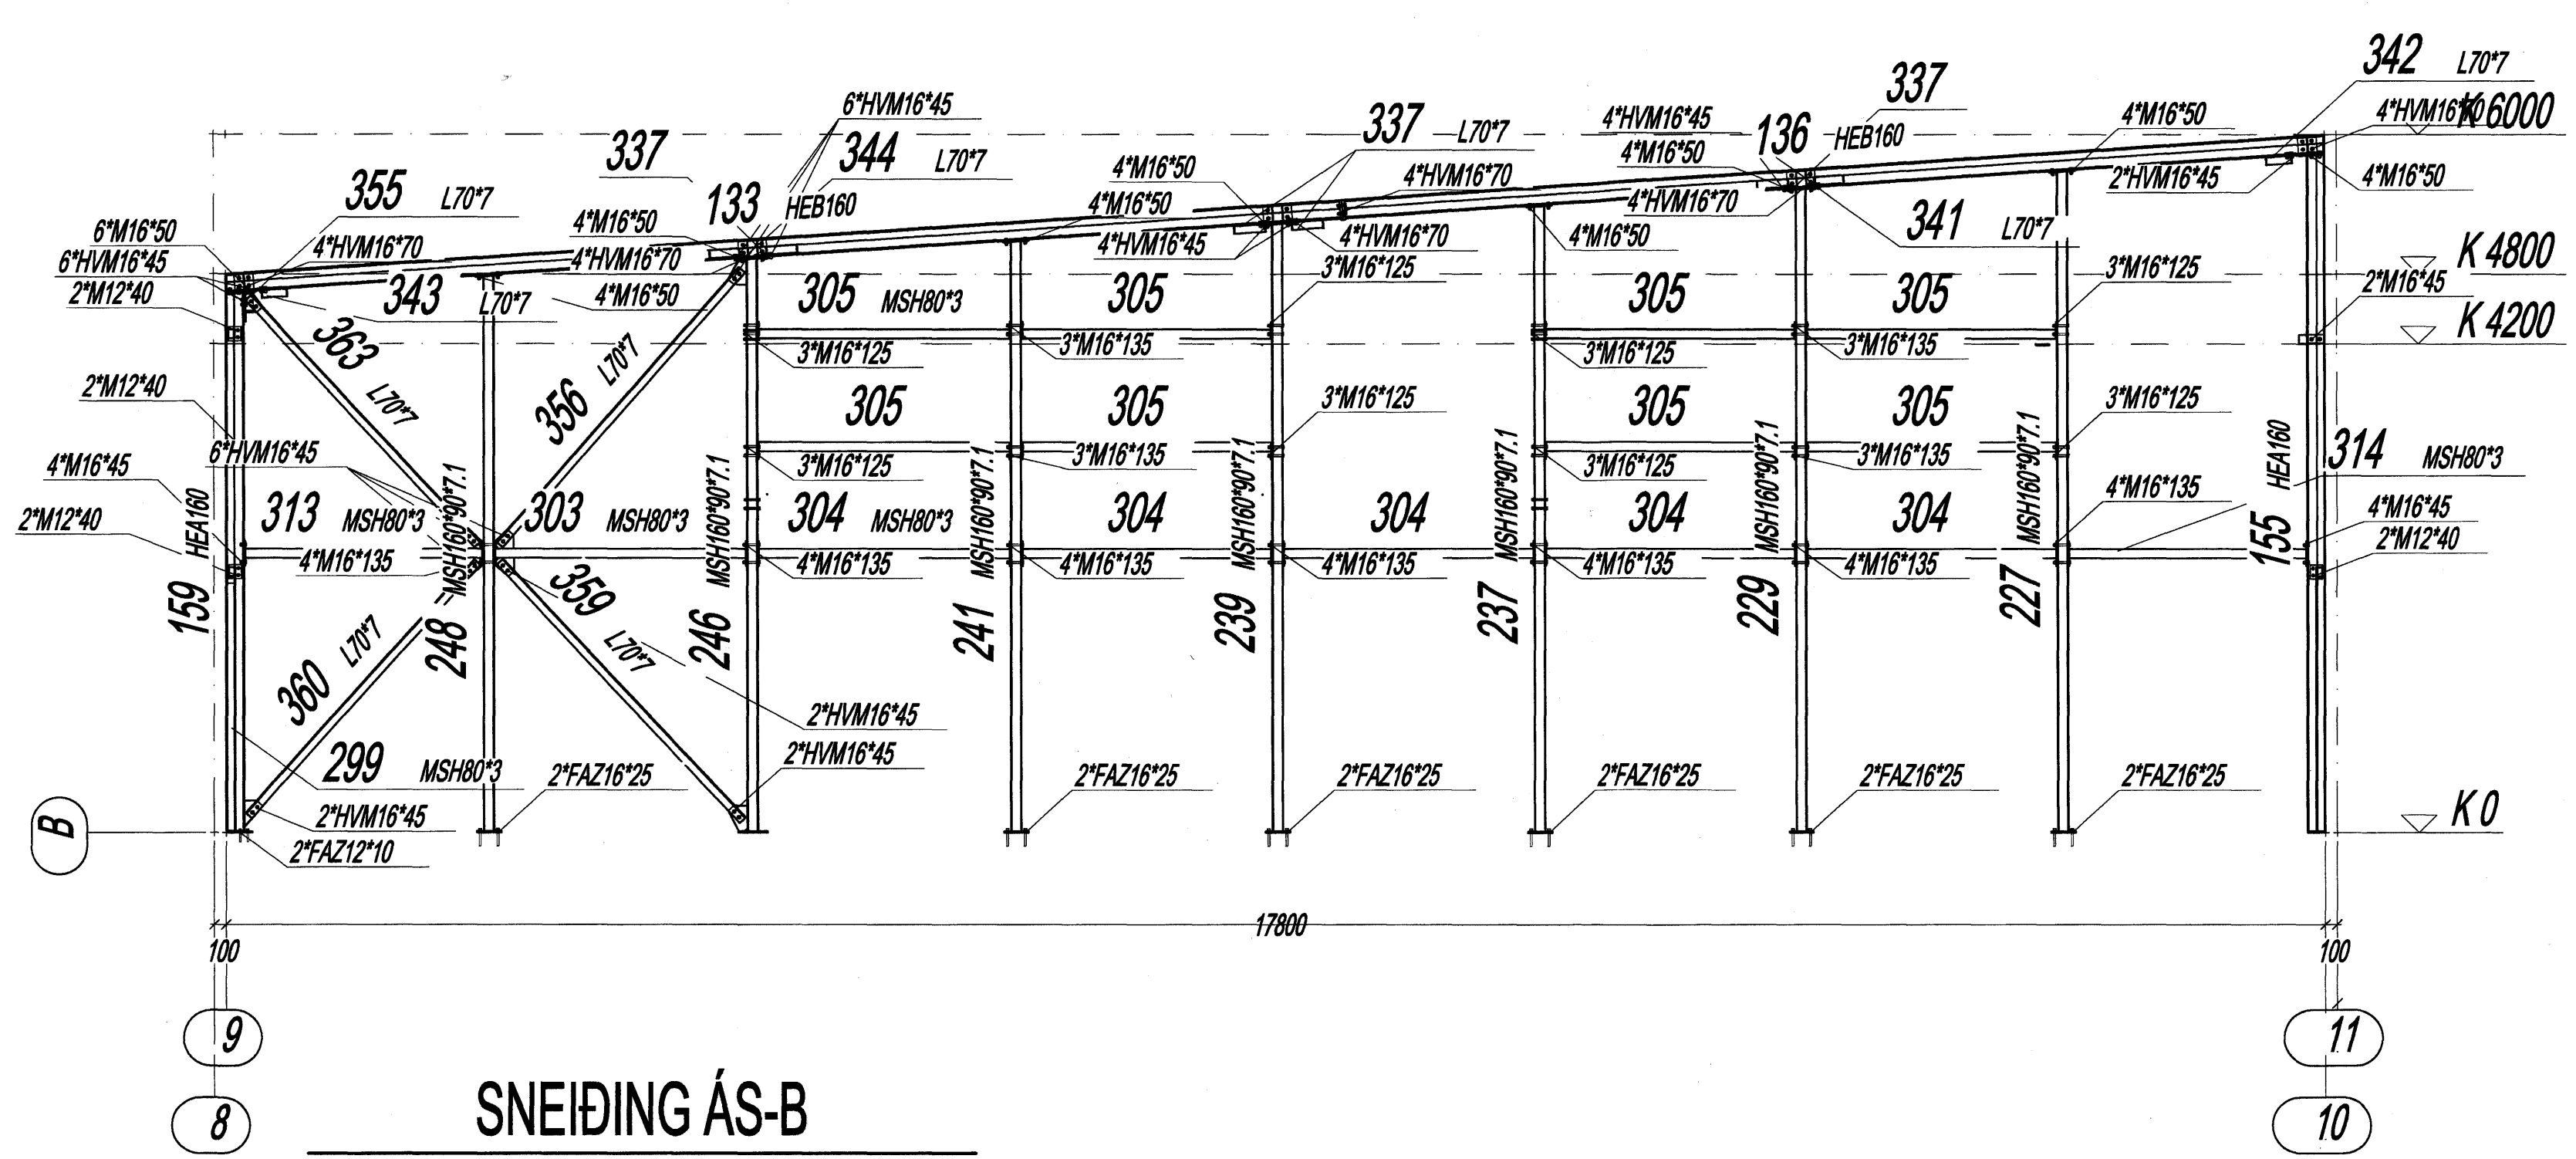 342 L70*7
337
4*HVM16*
K 6000
6*HVM16*45
337
344 L70*7
337 L70*7
4*HVM16*45
136 HEB160
4*M16*50
4*M16*50
4*M16*50
4*HVM16*70
4*HVM16*70
2*HVM16*45
4*M16*50
355 L70*7
133 HEB160
4*M16*50
6*M16*50
4*HVM16*70
4*M16*50
4*HVM16*70
4*HVM16*45
4*HVM16*70
4*M16*50
341 L70*7
K 4800
6*HVM16*45
2*M12*40
343 L70*7
4*M16*50
305 MSH80*3
305
3*M16*125
305
305
3*M16*125
2*M16*45
K 4200
363 L70*7
356 L70*7
3*M16*125
3*M16*135
3*M16*125
3*M16*135
2*M12*40
305
305
3*M16*125
305
305
3*M16*125
6*HVM16*45
4*M16*45
3*M16*125
3*M16*135
3*M16*125
3*M16*135
314 MSH80*3
HEA160
MSH160*90*7.1
MSH160*90*7.1
MSH160*90*7.1
MSH160*90*7.1
MSH160*90*7.1
MSH160*90*7.1
MSH160*90*7.1
HEA160
2*M12*40
313 MSH80*3
303 MSH80*3
304 MSH80*3
304
304
304
304
4*M16*135
4*M16*45
2*M12*40
4*M16*135
4*M16*135
4*M16*135
4*M16*135
4*M16*135
4*M16*135
159
248
246
241
239
237
229
227
155
360 L70*7
359 L70*7
2*HVM16*45
2*HVM16*45
299 MSH80*3
2*FAZ16*25
2*FAZ16*25
2*FAZ16*25
2*FAZ16*25
2*FAZ16*25
2*FAZ16*25
2*HVM16*45
2*FAZ12*10
B
K 0
100
17800
100
9
11
8
10
SNEIÐING ÁS-B